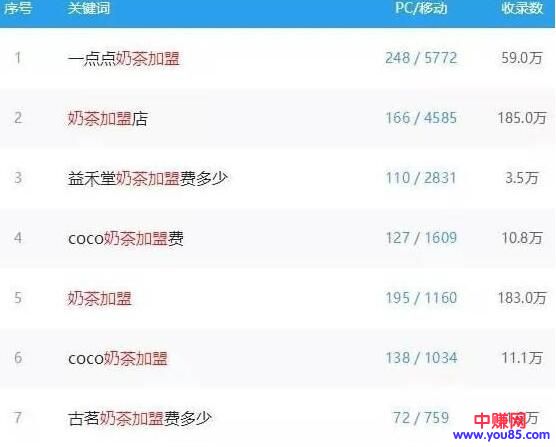 序号 关键词 PC/移动 收录数
1 一点点奶茶加盟 248 / 5772 59.0万
2 奶茶加盟店 166 / 4585 185.0万
3 益禾堂奶茶加盟费多少 110 / 2831 3.5万
4 coco奶茶加盟费 127 / 1609 10.8万
5 奶茶加盟 195 / 1160 183.0万
6 coco奶茶加盟 138 / 1034 11.1万
7 古茗奶茶加盟费多少 72 / 759
中赚网
www.you85.com